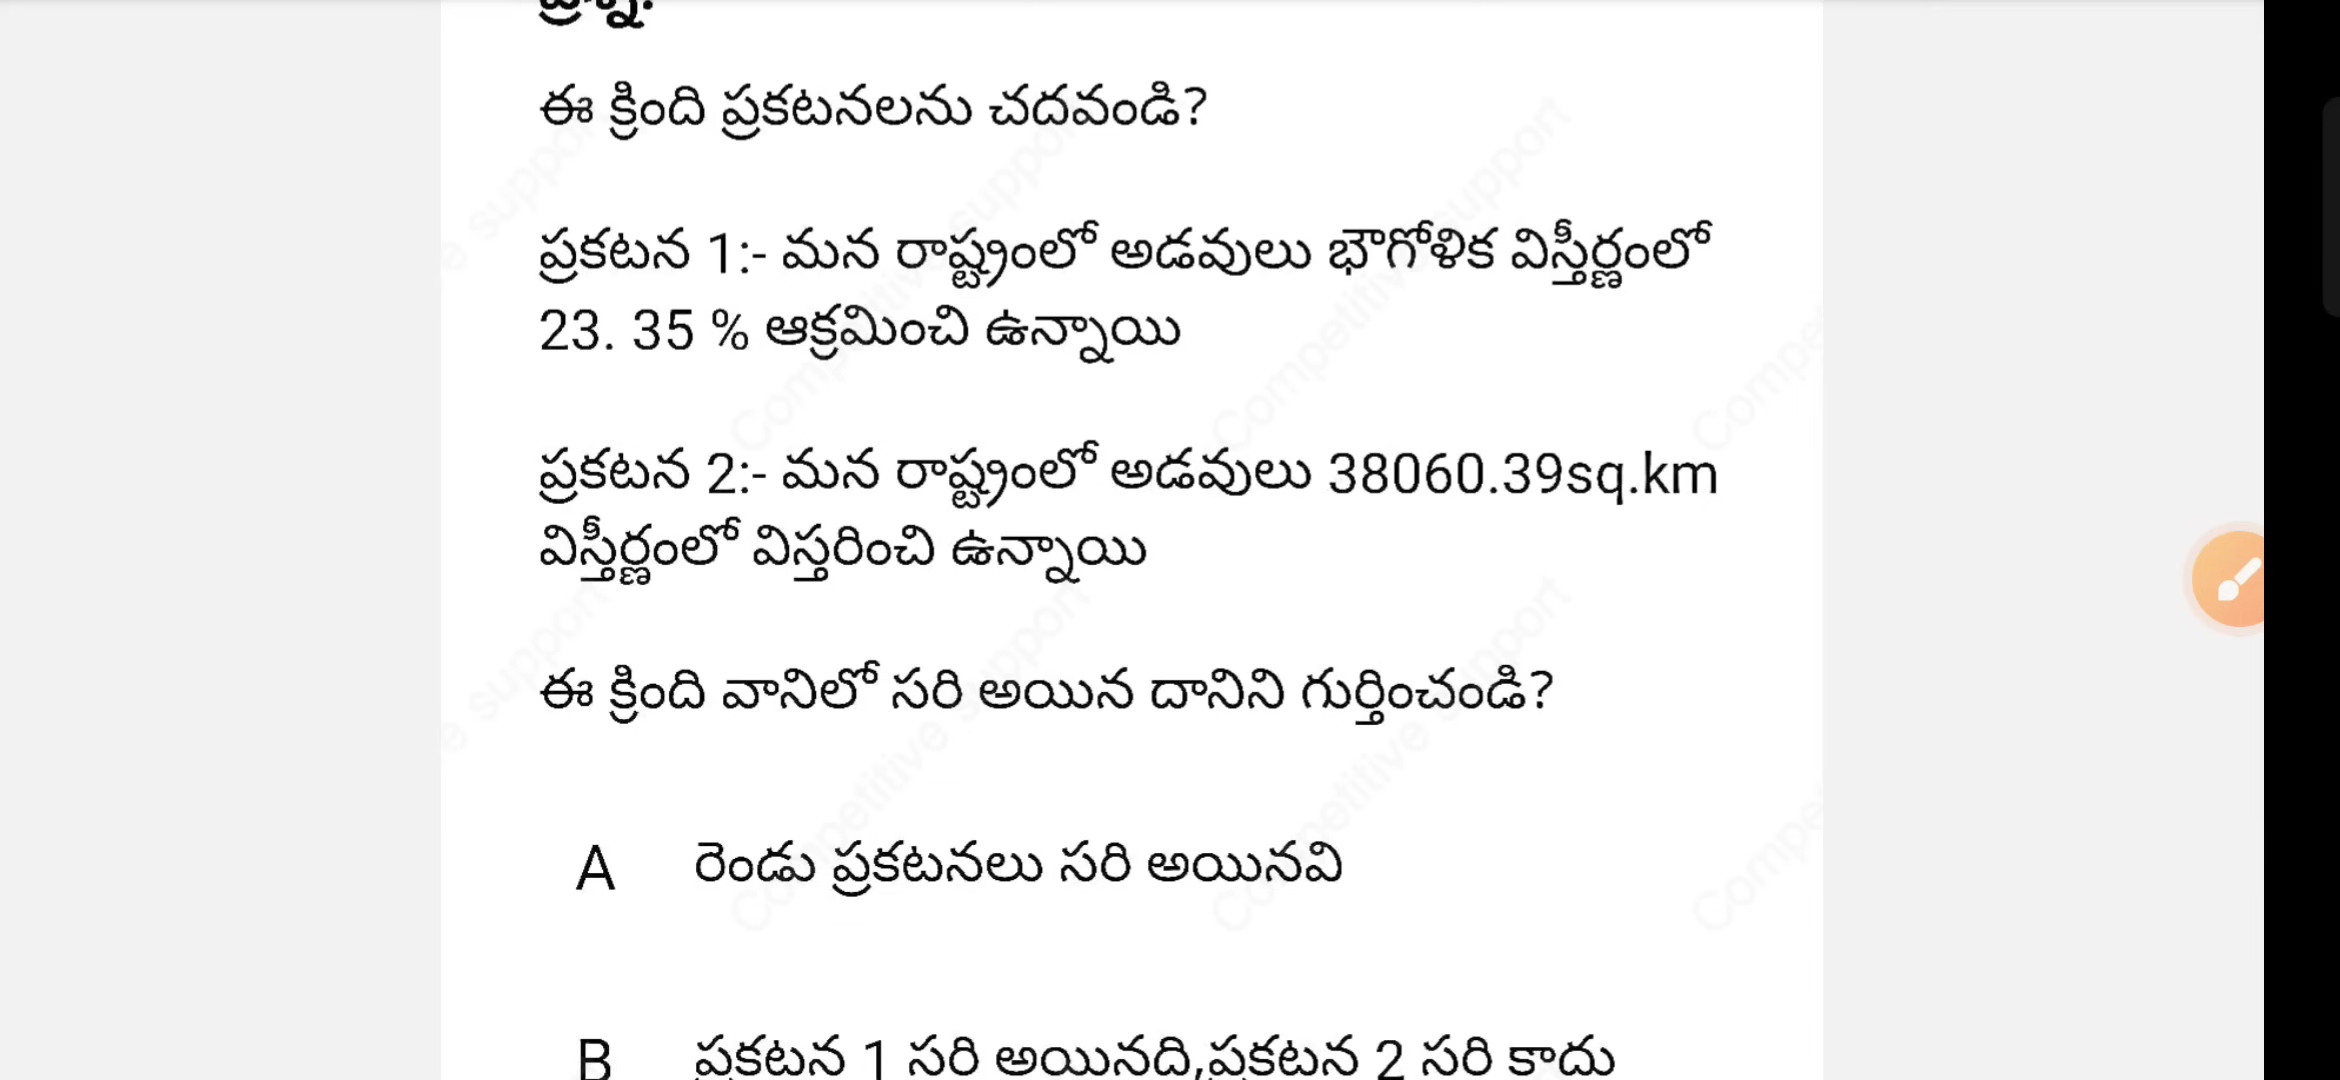 ఈ క్రింది ప్రకటనలను చదవండి?
ప్రకటన 1:- మన రాష్ట్రంలో అడవులు భౌగోళిక విస్తీర్ణంలో
23. 35 % ఆక్రమించి ఉన్నాయి
ప్రకటన 2:- మన రాష్ట్రంలో అడవులు 38060.39sq.km
విస్తీర్ణంలో విస్తరించి ఉన్నాయి
ఈ క్రింది వానిలో సరి అయిన దానిని గుర్తించండి?
A రెండు ప్రకటనలు సరి అయినవి
B ప్రకటన 1 సరి అయినది,ప్రకటన 2 సరి కాదు